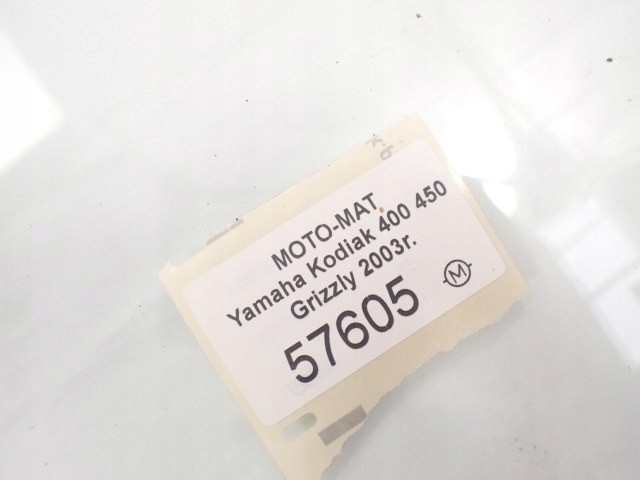 MOTO-MAT
Yamaha Kodiak 400 450
Grizzly 2003r.
57605
M